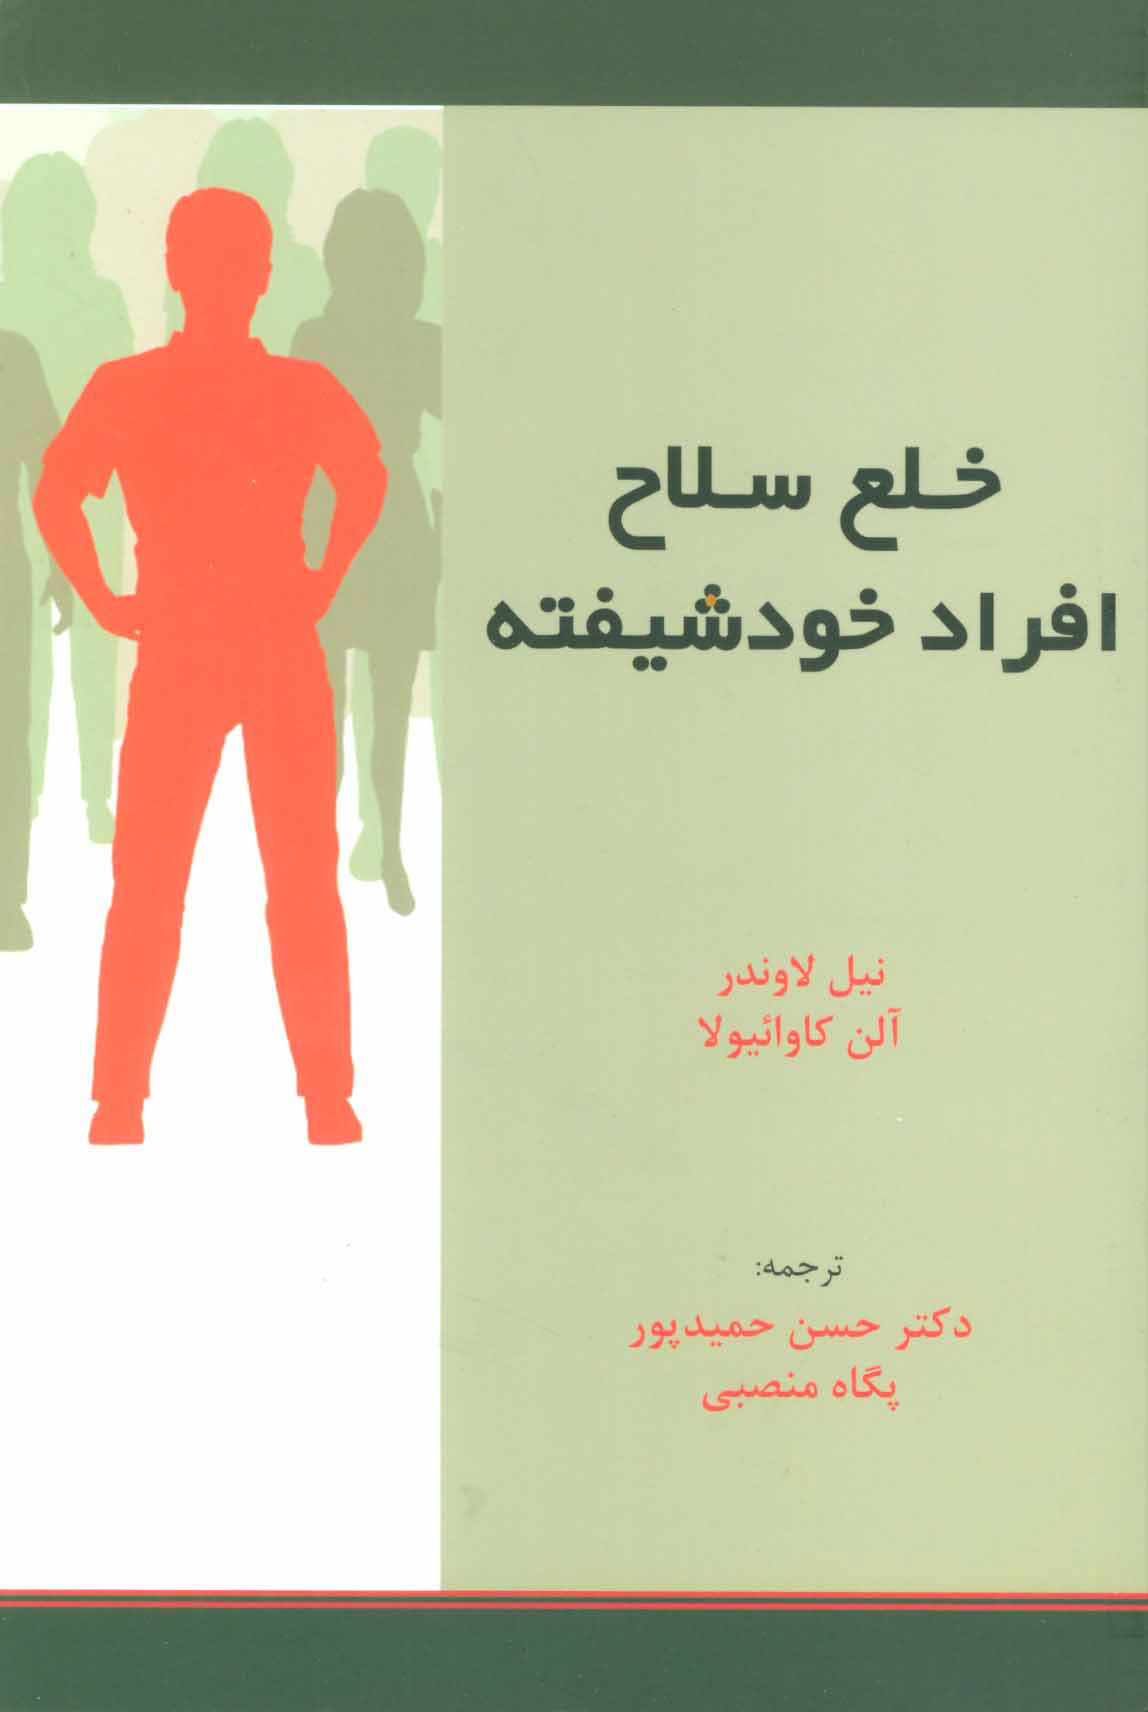 خلع سلاح
افراد خودشیفته
نیل لاوندر
آلن کاوائیولا
ترجمه:
دکتر حسن حمیدپور
پگاه منصبی